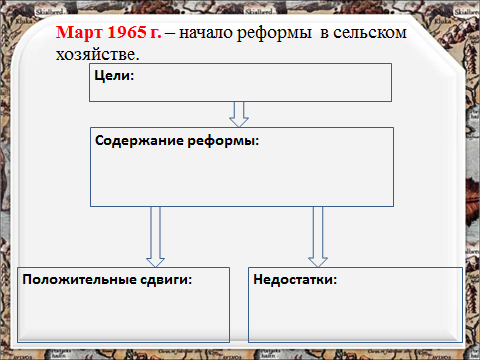 Март 1965 г. – начало реформы в сельском
хозяйстве.
Цели:
Содержание реформы:
Положительные сдвиги:
Недостатки: